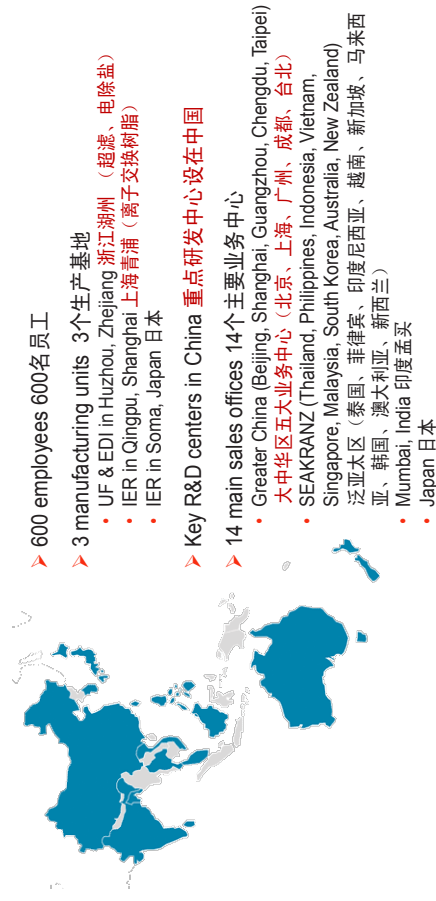 ➢ 600 employees 600名员工
➢ 3 manufacturing units 3个生产基地
• UF & EDI in Huzhou, Zhejiang 浙江湖州 （超滤、电除盐）
• IER in Qingpu, Shanghai 上海青浦（离子交换树脂）
• IER in Soma, Japan 日本
➢ Key R&D centers in China 重点研发中心设在中国
➢ 14 main sales offices 14个主要业务中心
• Greater China (Beijing, Shanghai, Guangzhou, Chengdu, Taipei)
大中华区五大业务中心（北京、上海、广州、成都、台北）
• SEAKRANZ (Thailand, Philippines, Indonesia, Vietnam,
Singapore, Malaysia, South Korea, Australia, New Zealand)
泛亚太区（泰国、菲律宾、印度尼西亚、越南、新加坡、马来西
亚、韩国、澳大利亚、新西兰）
• Mumbai, India 印度孟买
• Japan 日本